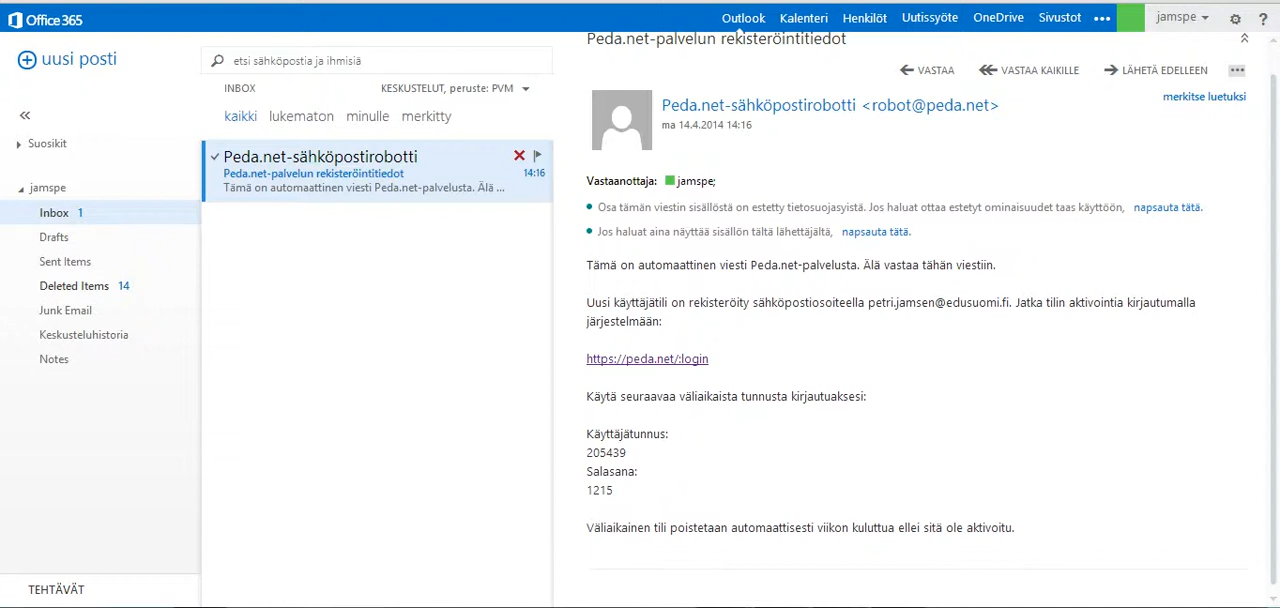 Office 365
Outlook Kalenteri Henkilöt Uutissyöte OneDrive Sivustot ••• jamspe ?
uusi posti
etsi sähköpostia ja ihmisiä
INBOX KESKUSTELUT, peruste: PVM
kaikki lukematon minulle merkitty
Suosikit
jamspe
Inbox 1
Drafts
Sent Items
Deleted Items 14
Junk Email
Keskusteluhistoria
Notes
TEHTÄVÄT
Peda.net-sähköpostirobotti
Peda.net-palvelun rekisteröintitiedot 14:16
Tämä on automaattinen viesti Peda.net-palvelusta. Älä ...
Peda.net-palvelun rekisteröintitiedot
VASTAA VASTAA KAIKILLE LÄHETÄ EDELLEEN •••
merkitse luetuksi
Peda.net-sähköpostirobotti <robot@peda.net>
ma 14.4.2014 14:16
Vastaanottaja: jamspe;
Osa tämän viestin sisällöstä on estetty tietosuojasyistä. Jos haluat ottaa estetyt ominaisuudet taas käyttöön, napsauta tätä.
Jos haluat aina näyttää sisällön tältä lähettäjältä, napsauta tätä.
Tämä on automaattinen viesti Peda.net-palvelusta. Älä vastaa tähän viestiin.
Uusi käyttäjätili on rekisteröity sähköpostiosoiteella petri.jamsen@edusuomi.fi. Jatka tilin aktivointia kirjautumalla
järjestelmään:
https://peda.net/:login
Käytä seuraavaa väliaikaista tunnusta kirjautuaksesi:
Käyttäjätunnus:
205439
Salasana:
1215
Väliaikainen tili poistetaan automaattisesti viikon kuluttua ellei sitä ole aktivoitu.